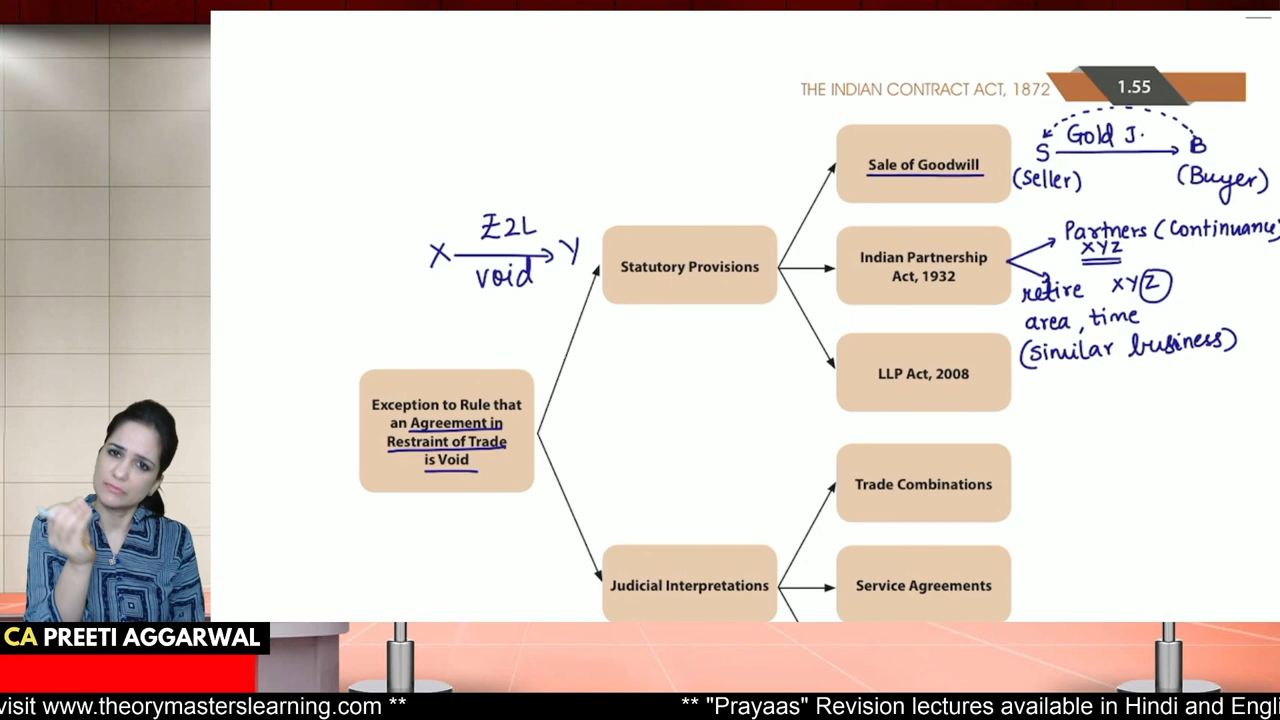 THE INDIAN CONTRACT ACT, 1872
1.55
Sale of Goodwill
S Gold J. B
(Seller)
(Buyer)
X Z2L Y
void
Statutory Provisions
Indian Partnership
Act, 1932
Partners (Continuance)
XYZ
retire XYZ
area, time
(similar business)
LLP Act, 2008
Exception to Rule that
an Agreement in
Restraint of Trade
is Void
Trade Combinations
Judicial Interpretations
Service Agreements
CA PREETI AGGARWAL
visit www.theorymasterslearning.com **
** "Prayaas" Revision lectures available in Hindi and Engli